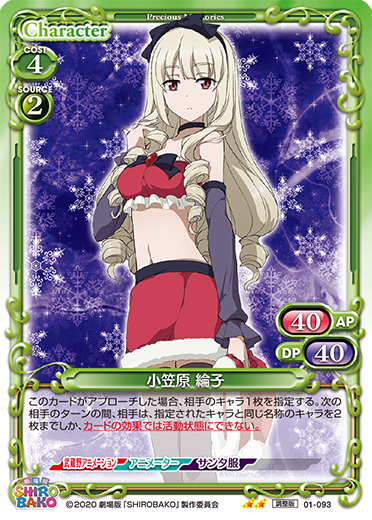 Precious Memories
Character
COST
4
SOURCE
2
40 AP
DP 40
小笠原 綸子
このカードがアプローチした場合、相手のキャラ1枚を指定する。次の
相手のターンの間、相手は、指定されたキャラと同じ名称のキャラを2
枚までしか、カードの効果では活動状態にできない。
武蔵野アニメーション アニメーター サンタ服
劇場版
SHIROBAKO
調整版 01-093
©2020 劇場版「SHIROBAKO」製作委員会